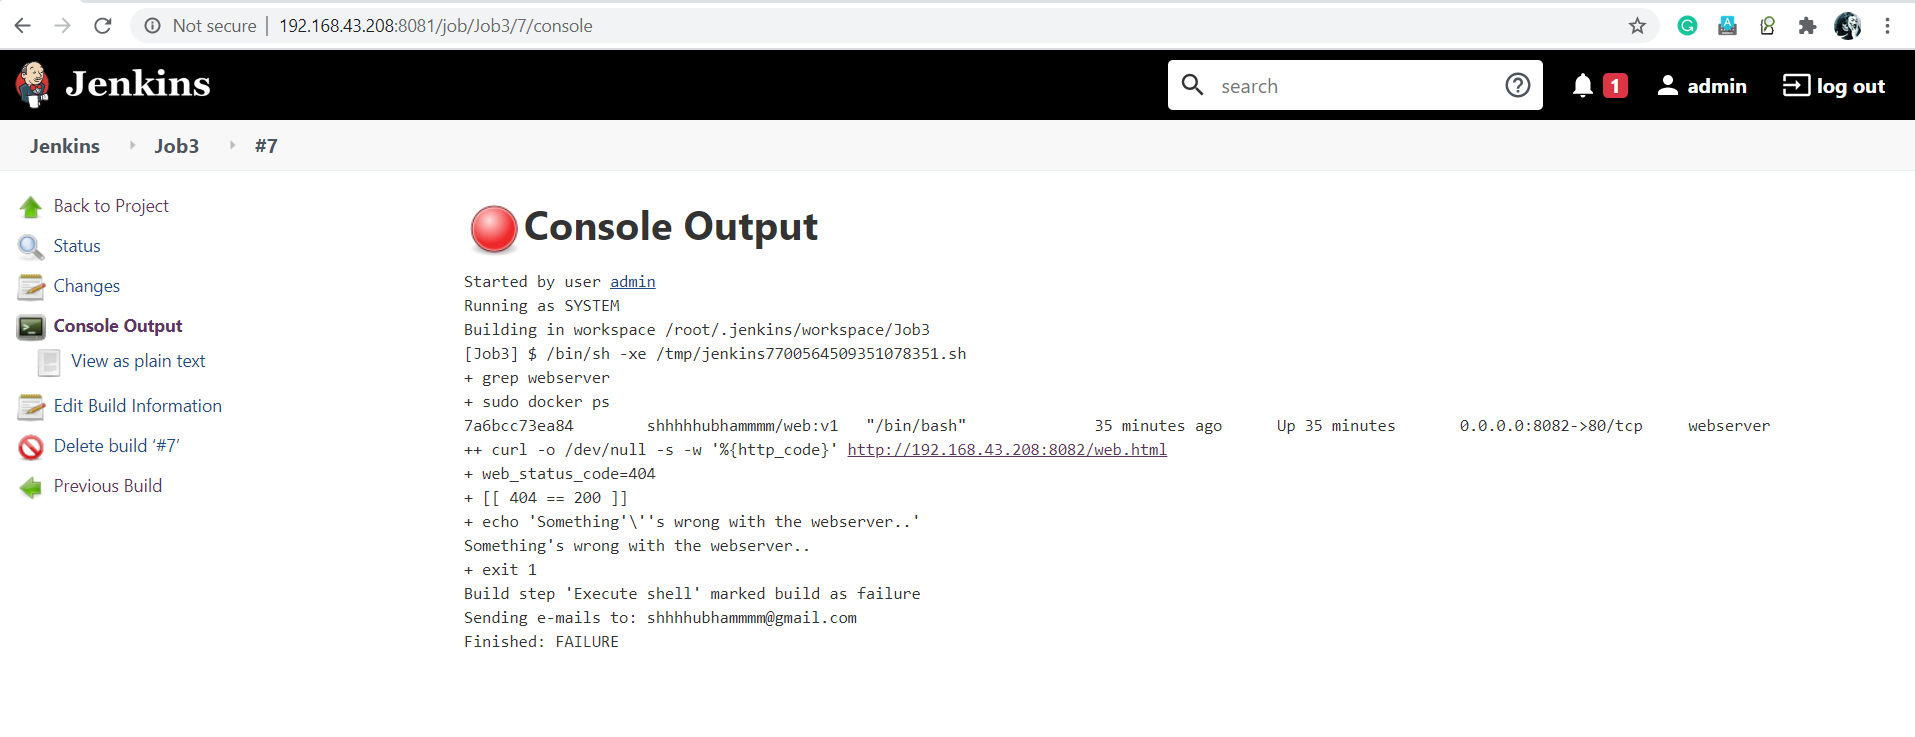 Not secure | 192.168.43.208:8081/job/Job3/7/console
Jenkins
search
1
admin
log out
Jenkins Job3 #7
Back to Project
Status
Changes
Console Output
View as plain text
Edit Build Information
Delete build ‘#7’
Previous Build
Console Output
Started by user admin
Running as SYSTEM
Building in workspace /root/.jenkins/workspace/Job3
[Job3] $ /bin/sh -xe /tmp/jenkins7700564509351078351.sh
+ grep webserver
+ sudo docker ps
7a6bcc73ea84        shhhhhubhammmm/web:v1   "/bin/bash"              35 minutes ago      Up 35 minutes       0.0.0.0:8082->80/tcp     webserver
++ curl -o /dev/null -s -w '%{http_code}' http://192.168.43.208:8082/web.html
+ web_status_code=404
+ [[ 404 == 200 ]]
+ echo 'Something'\''s wrong with the webserver..'
Something's wrong with the webserver..
+ exit 1
Build step 'Execute shell' marked build as failure
Sending e-mails to: shhhhubhammmm@gmail.com
Finished: FAILURE